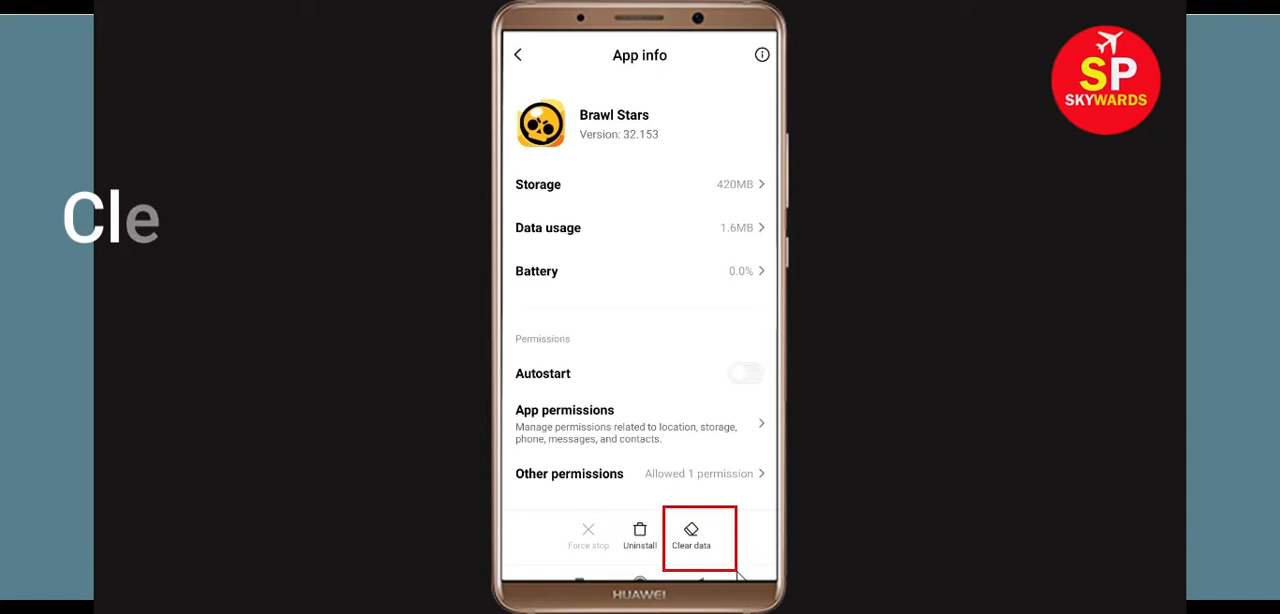 App info
SP
SKYWARDS
Brawl Stars
Version: 32.153
Storage 420MB
Cle
Data usage 1.6MB
Battery 0.0%
Permissions
Autostart
App permissions
Manage permissions related to location, storage,
phone, messages, and contacts.
Other permissions Allowed 1 permission
Force stop Uninstall Clear data
HUAWEI